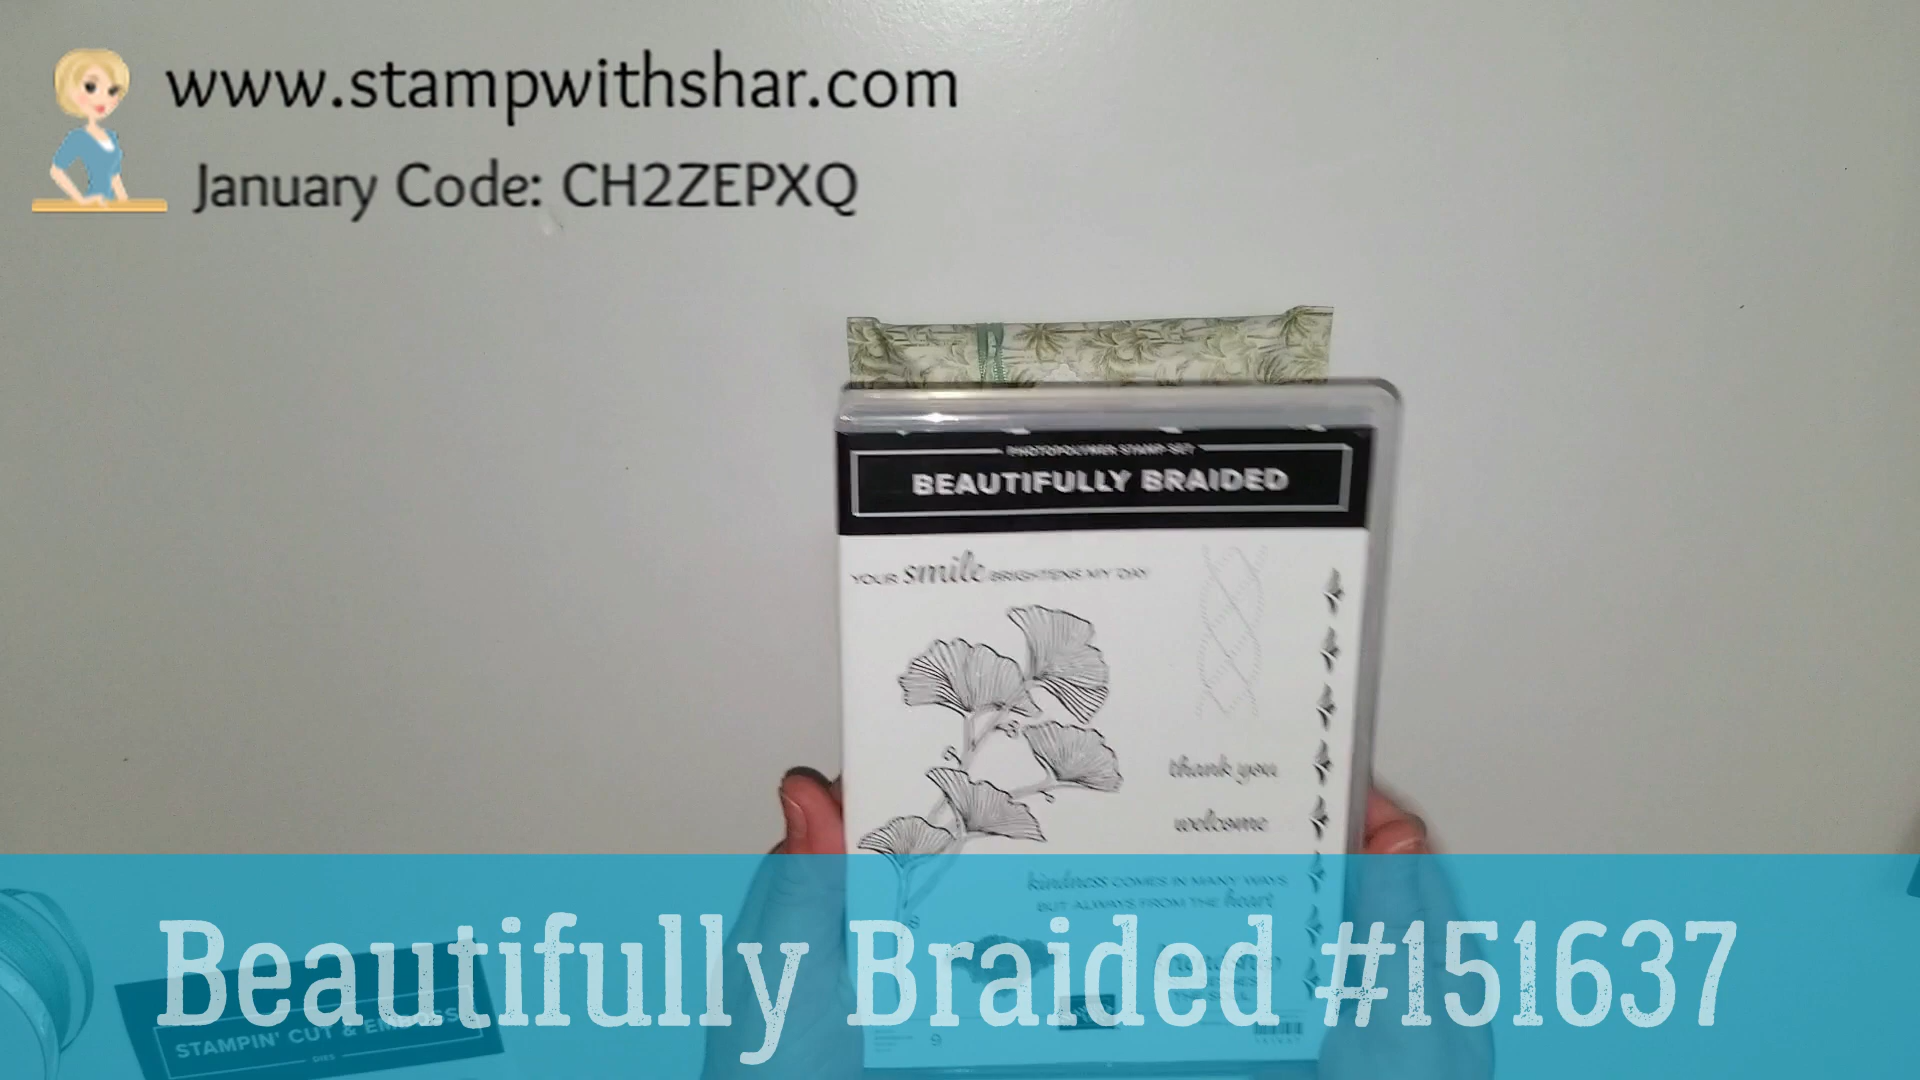 www.stampwithshar.com
January Code: CH2ZEPXQ
PHOTOPOLYMER STAMP SET
BEAUTIFULLY BRAIDED
YOUR smile BRIGHTENS MY DAY
thank you
welcome
kindness COMES IN MANY WAYS
BUT ALWAYS FROM THE heart
Beautifully Braided #151637
STAMPIN' CUT & EMBOSS
DIES
9